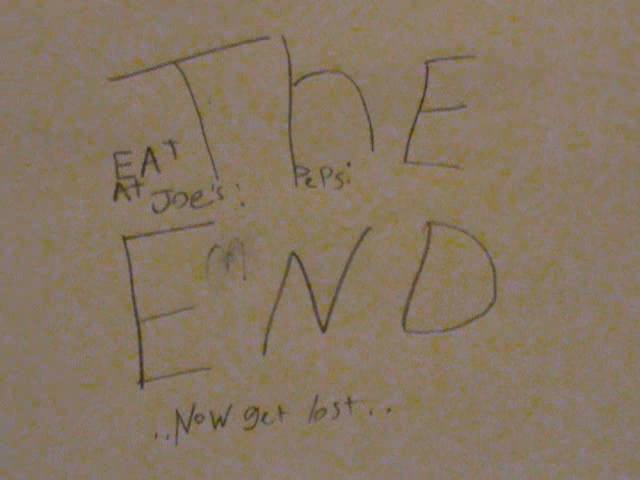 The
EAT
AT Joe's:
Pepsi
END
..Now get lost..